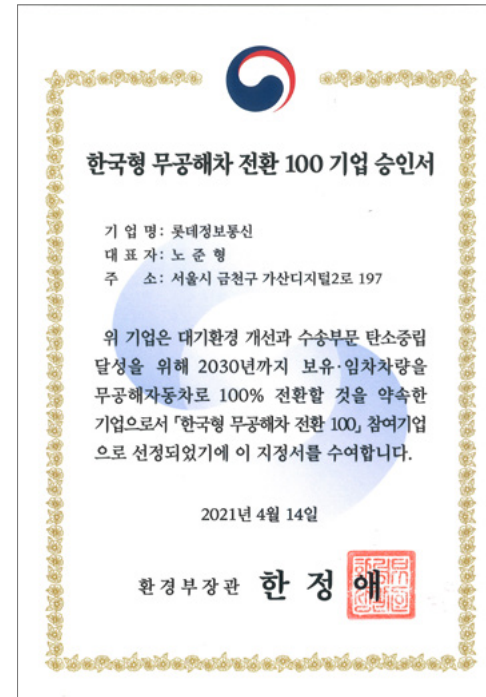 한국형 무공해차 전환 100 기업 승인서
기 업 명: 롯데정보통신
대 표 자: 노 준 형
주 소: 서울시 금천구 가산디지털2로 197
위 기업은 대기환경 개선과 수송부문 탄소중립
달성을 위해 2030년까지 보유·임차차량을
무공해자동차로 100% 전환할 것을 약속한
기업으로서 「한국형 무공해차 전환 100」 참여기업
으로 선정되었기에 이 지정서를 수여합니다.
2021년 4월 14일
환경부장관 한 정 애